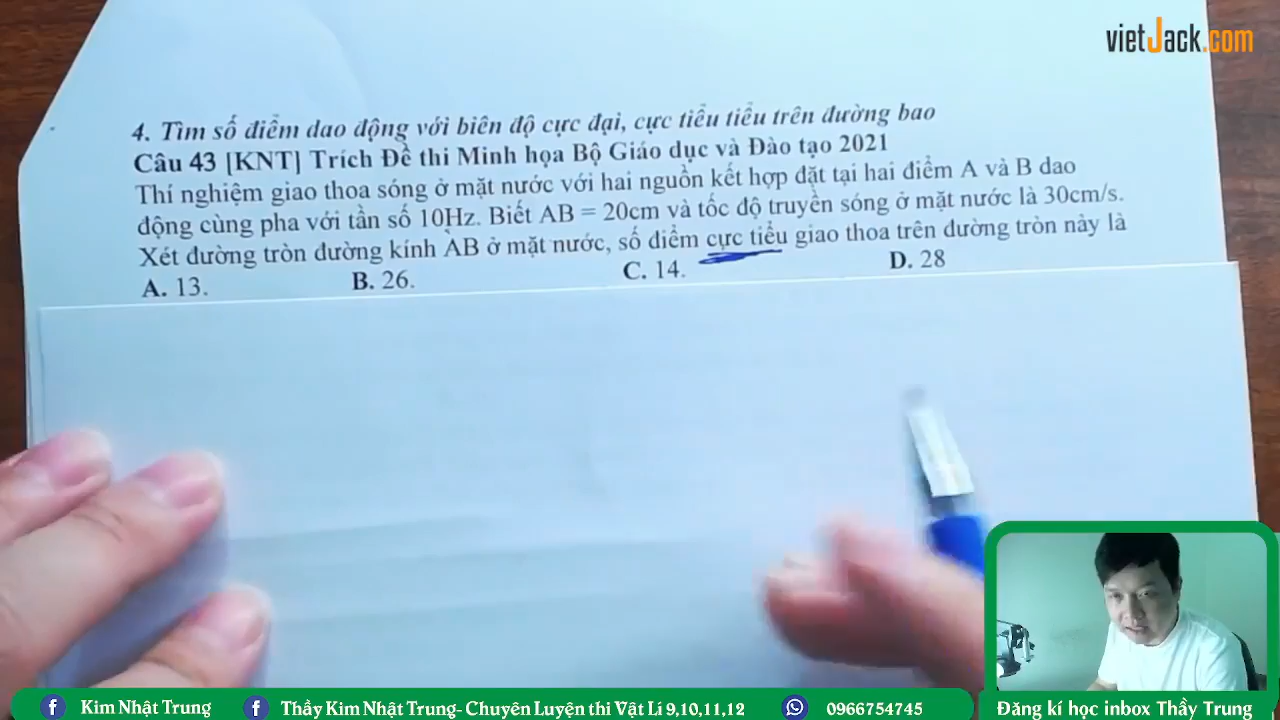 vietJack.com
4. Tìm số điểm dao động với biên độ cực đại, cực tiểu tiểu trên đường bao
Câu 43 [KNT] Trích Đề thi Minh họa Bộ Giáo dục và Đào tạo 2021
Thí nghiệm giao thoa sóng ở mặt nước với hai nguồn kết hợp đặt tại hai điểm A và B dao
động cùng pha với tần số 10Hz. Biết AB = 20cm và tốc độ truyền sóng ở mặt nước là 30cm/s.
Xét đường tròn đường kính AB ở mặt nước, số điểm cực tiểu giao thoa trên đường tròn này là
A. 13. B. 26. C. 14. D. 28
Kim Nhật Trung Thầy Kim Nhật Trung- Chuyên Luyện thi Vật Lí 9,10,11,12 0966754745 Đăng kí học inbox Thầy Trung